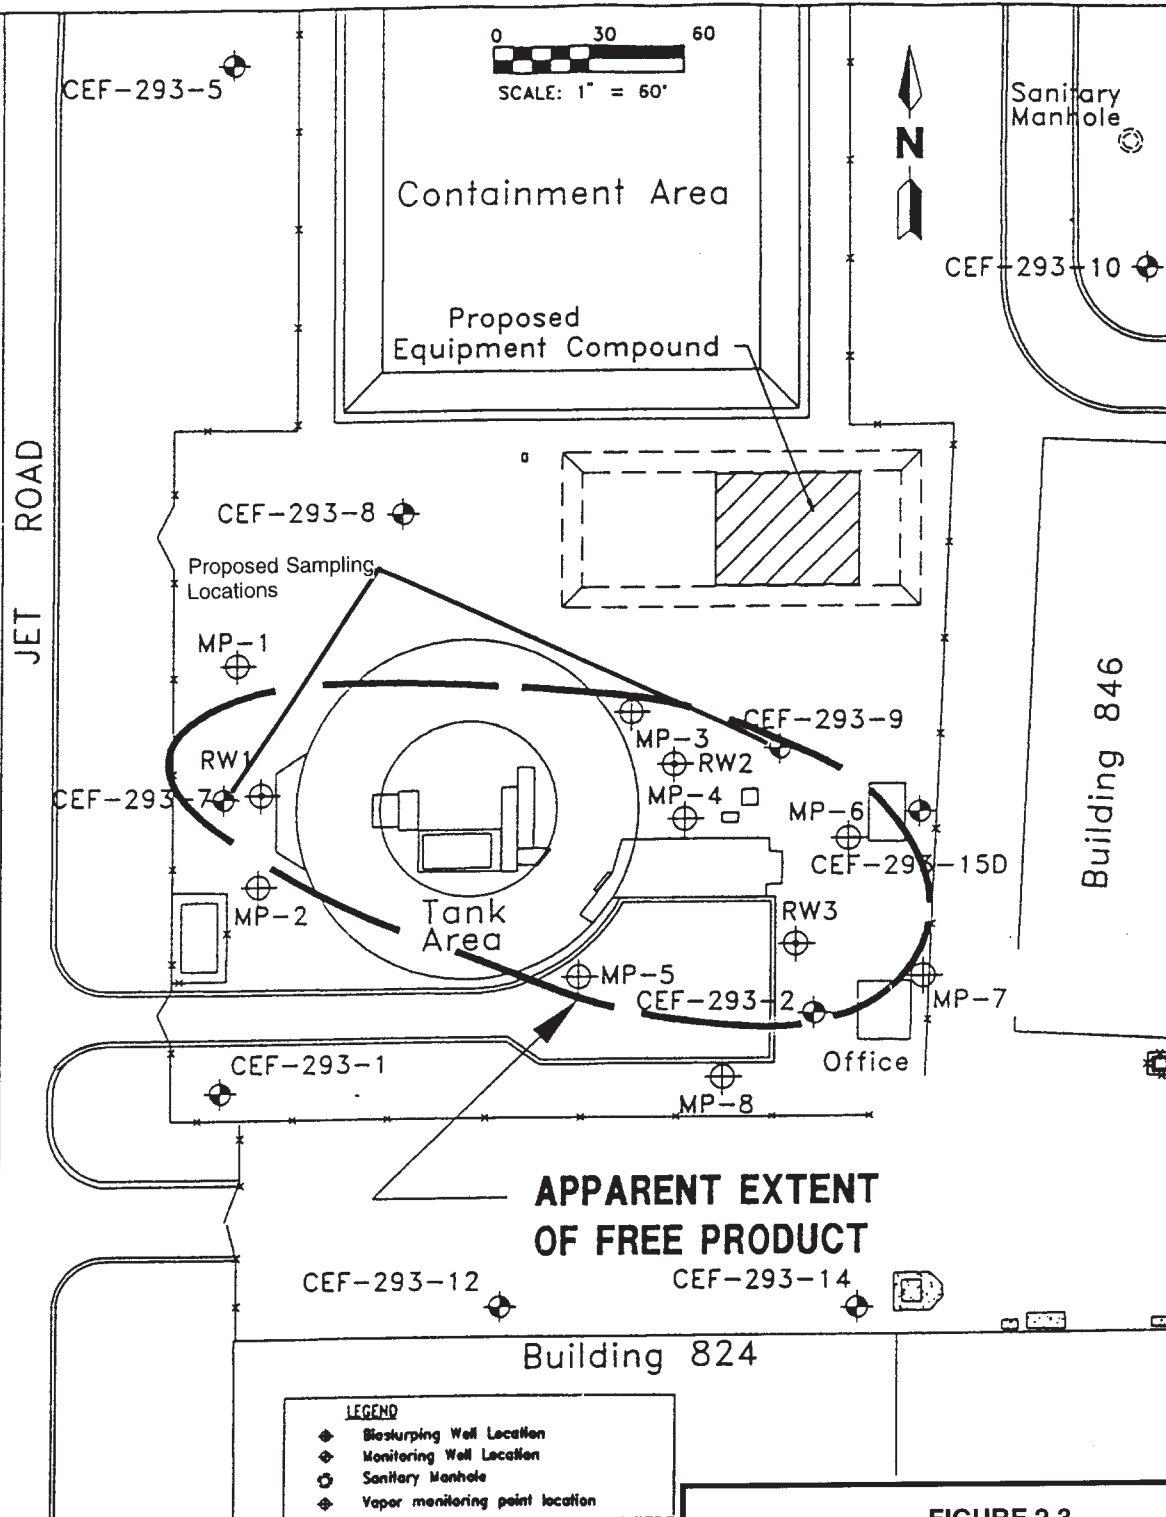 0 30 60
SCALE: 1" = 60'
CEF-293-5
Sanitary
Manhole
N
Containment Area
CEF-293-10
Proposed
Equipment Compound
JET ROAD
CEF-293-8
Proposed Sampling
Locations
MP-1
CEF-293-9
MP-3
RW2
RW1
CEF-293-7
MP-4
MP-6
Building 846
CEF-293-15D
MP-2
Tank
Area
RW3
MP-5
CEF-293-2
MP-7
Office
CEF-293-1
MP-8
APPARENT EXTENT
OF FREE PRODUCT
CEF-293-12
CEF-293-14
Building 824
LEGEND
Bioslurping Well Location
Monitoring Well Location
Sanitary Manhole
Vapor monitoring point location